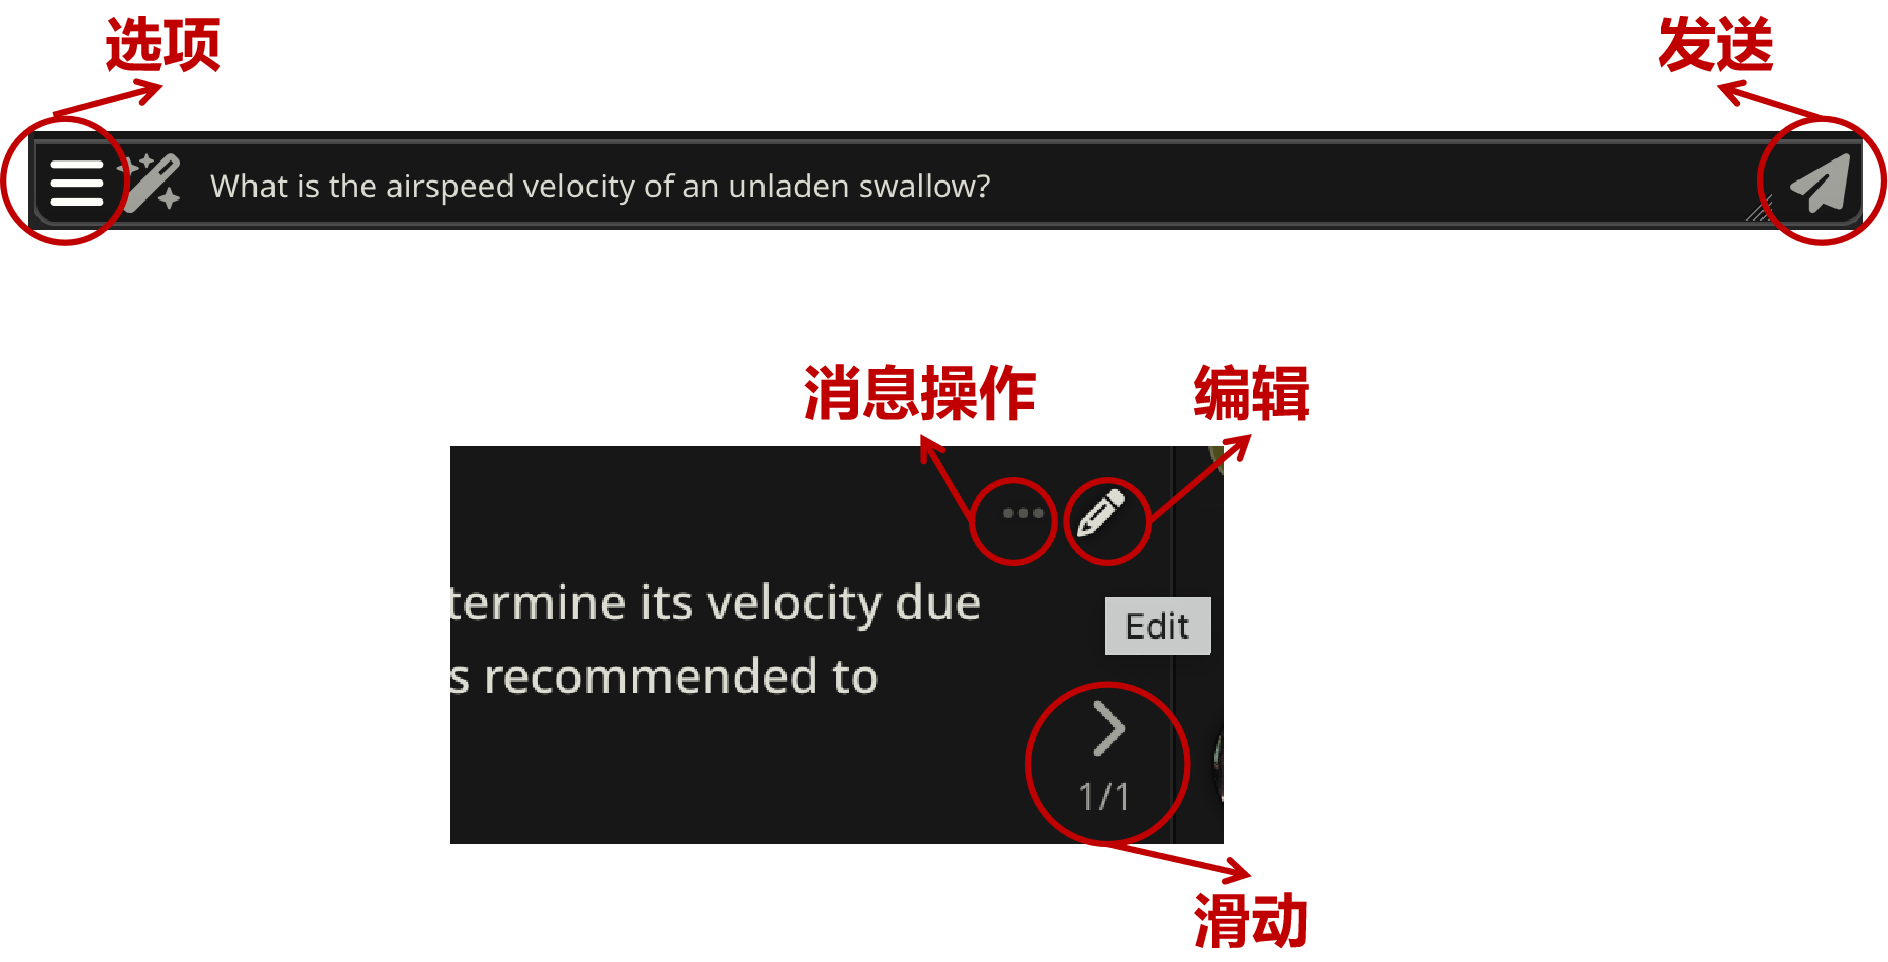 选项
发送
What is the airspeed velocity of an unladen swallow?
消息操作
编辑
termine its velocity due
Edit
s recommended to
1/1
滑动